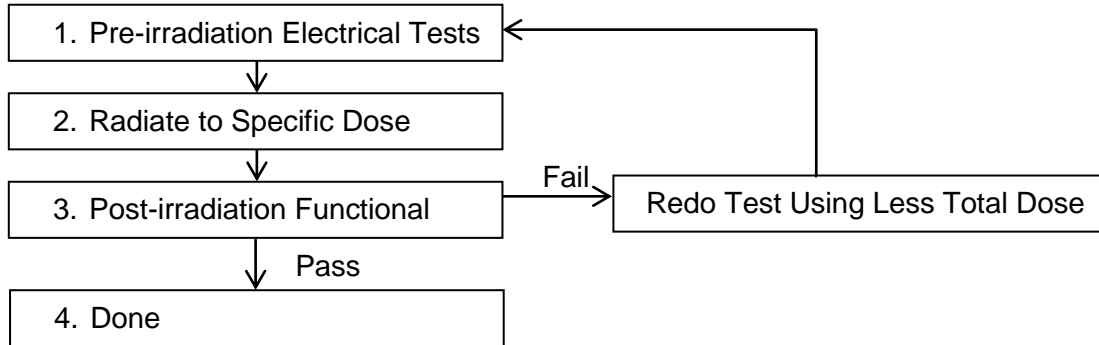 1. Pre-irradiation Electrical Tests
2. Radiate to Specific Dose
Fail
3. Post-irradiation Functional
Redo Test Using Less Total Dose
Pass
4. Done